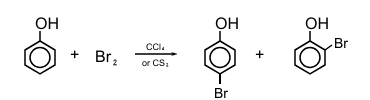 OH OH OH
+ Br₂ CCl₄ + Br
or CS₂
Br